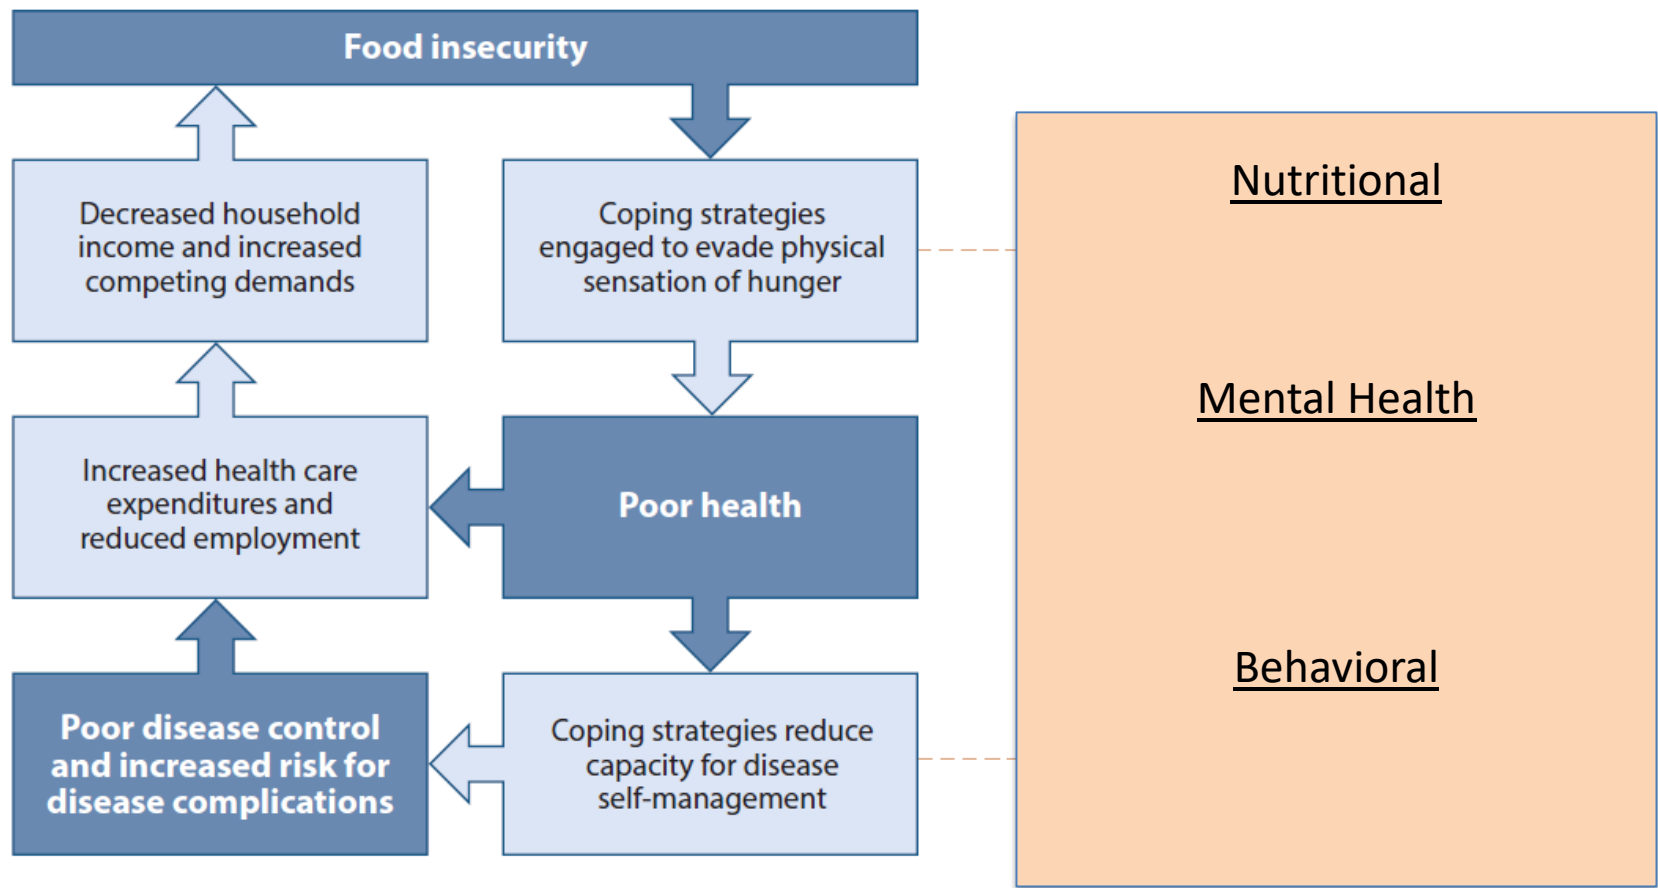 Food insecurity
Decreased household
income and increased
competing demands
Coping strategies
engaged to evade physical
sensation of hunger
Increased health care
expenditures and
reduced employment
Poor health
Poor disease control
and increased risk for
disease complications
Coping strategies reduce
capacity for disease
self-management
Nutritional
Mental Health
Behavioral